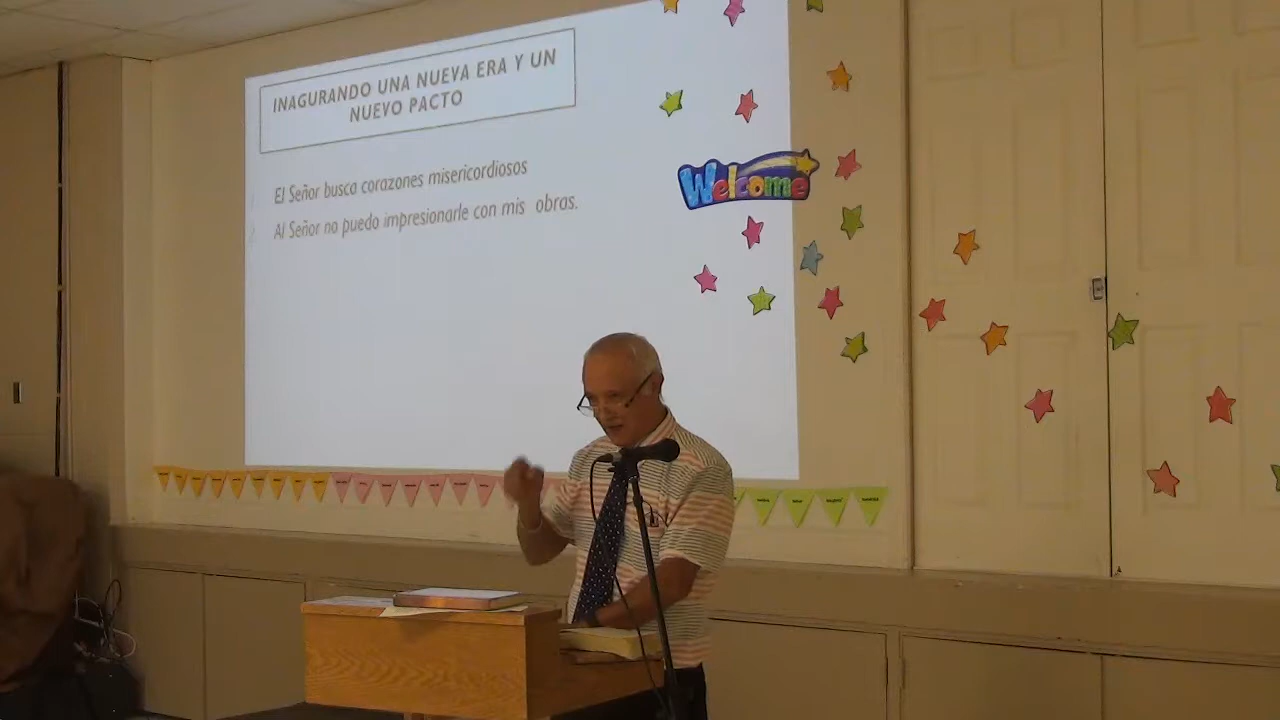 INAGURANDO UNA NUEVA ERA Y UN
NUEVO PACTO
El Señor busca corazones misericordiosos
Al Señor no puedo impresionarle con mis obras.
Welcome